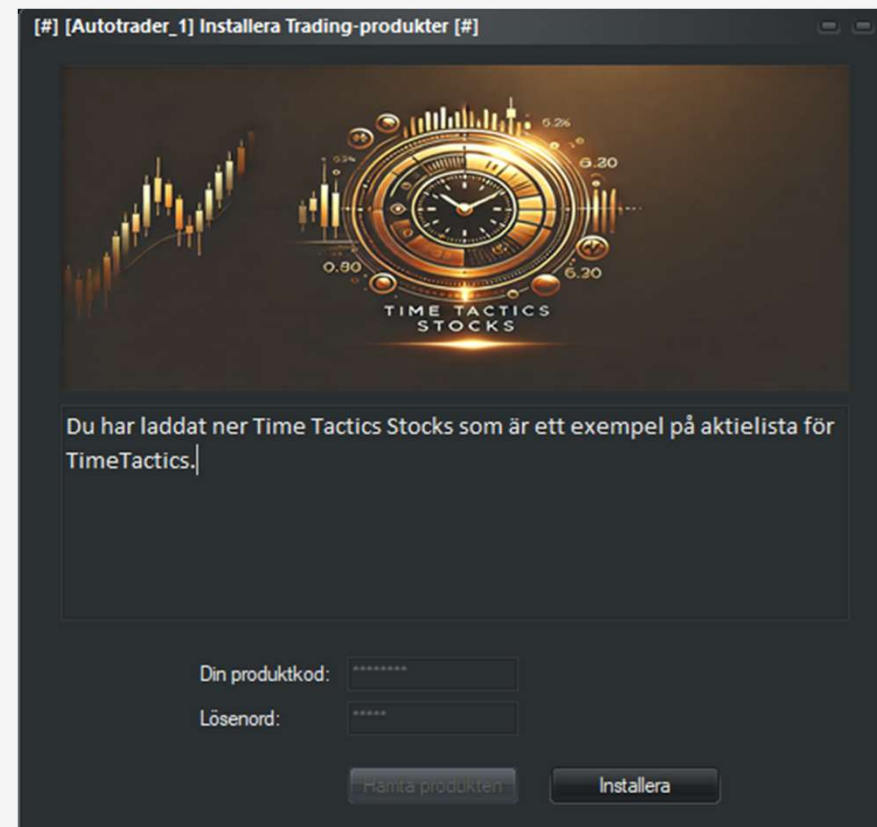 [#] [Autotrader_1] Installera Trading-produkter [#]
6.2%
6.20
0.80
6.20
TIME TACTICS
STOCKS
Du har laddat ner Time Tactics Stocks som är ett exempel på aktielista för
TimeTactics.
Din produktkod: ********
Lösenord: *****
Hämta produkten
Installera